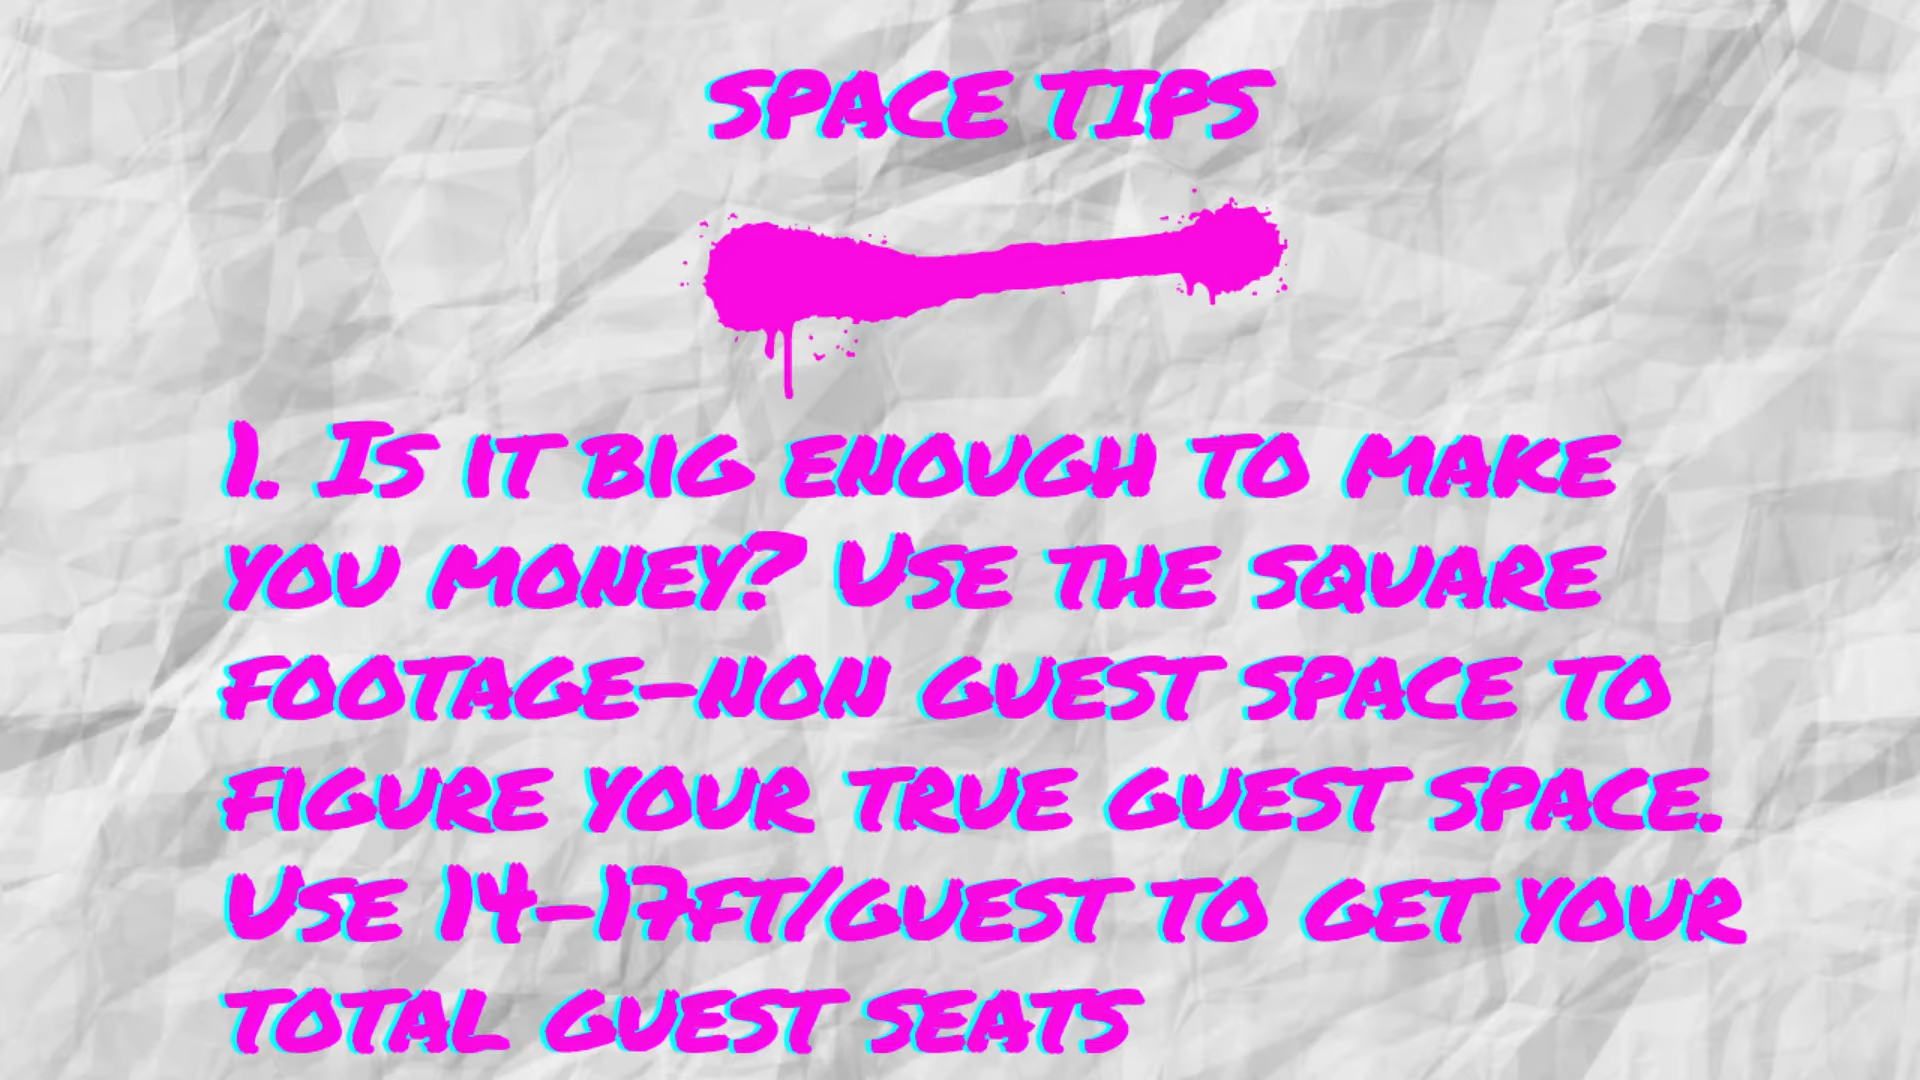 SPACE TIPS
1. IS IT BIG ENOUGH TO MAKE
YOU MONEY? USE THE SQUARE
FOOTAGE-NON GUEST SPACE TO
FIGURE YOUR TRUE GUEST SPACE.
USE 14-17FT/GUEST TO GET YOUR
TOTAL GUEST SEATS